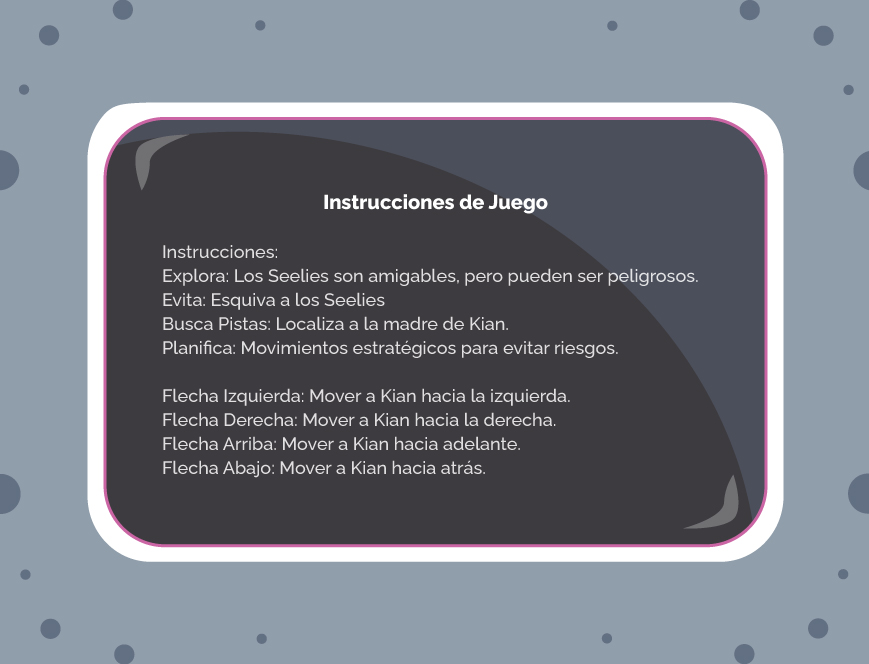 Instrucciones de Juego
Instrucciones:
Explora: Los Seelies son amigables, pero pueden ser peligrosos.
Evita: Esquiva a los Seelies
Busca Pistas: Localiza a la madre de Kian.
Planifica: Movimientos estratégicos para evitar riesgos.
Flecha Izquierda: Mover a Kian hacia la izquierda.
Flecha Derecha: Mover a Kian hacia la derecha.
Flecha Arriba: Mover a Kian hacia adelante.
Flecha Abajo: Mover a Kian hacia atrás.